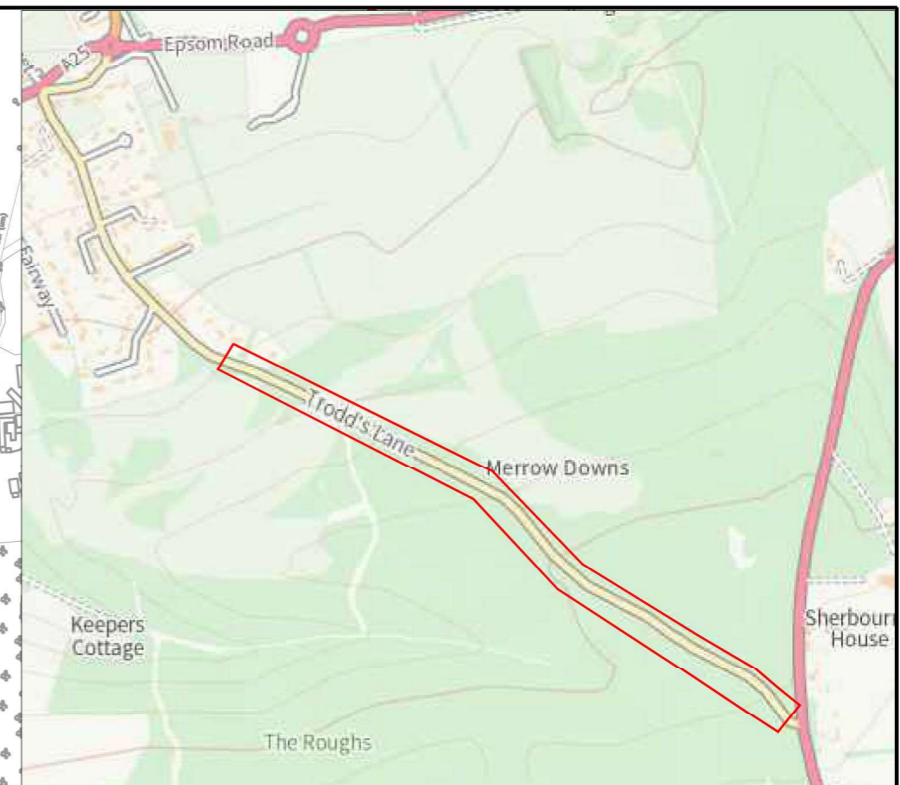 Epsom Road
A25
Fairway
Trodd's Lane
Merrow Downs
Keepers
Cottage
Sherbourn
House
The Roughs